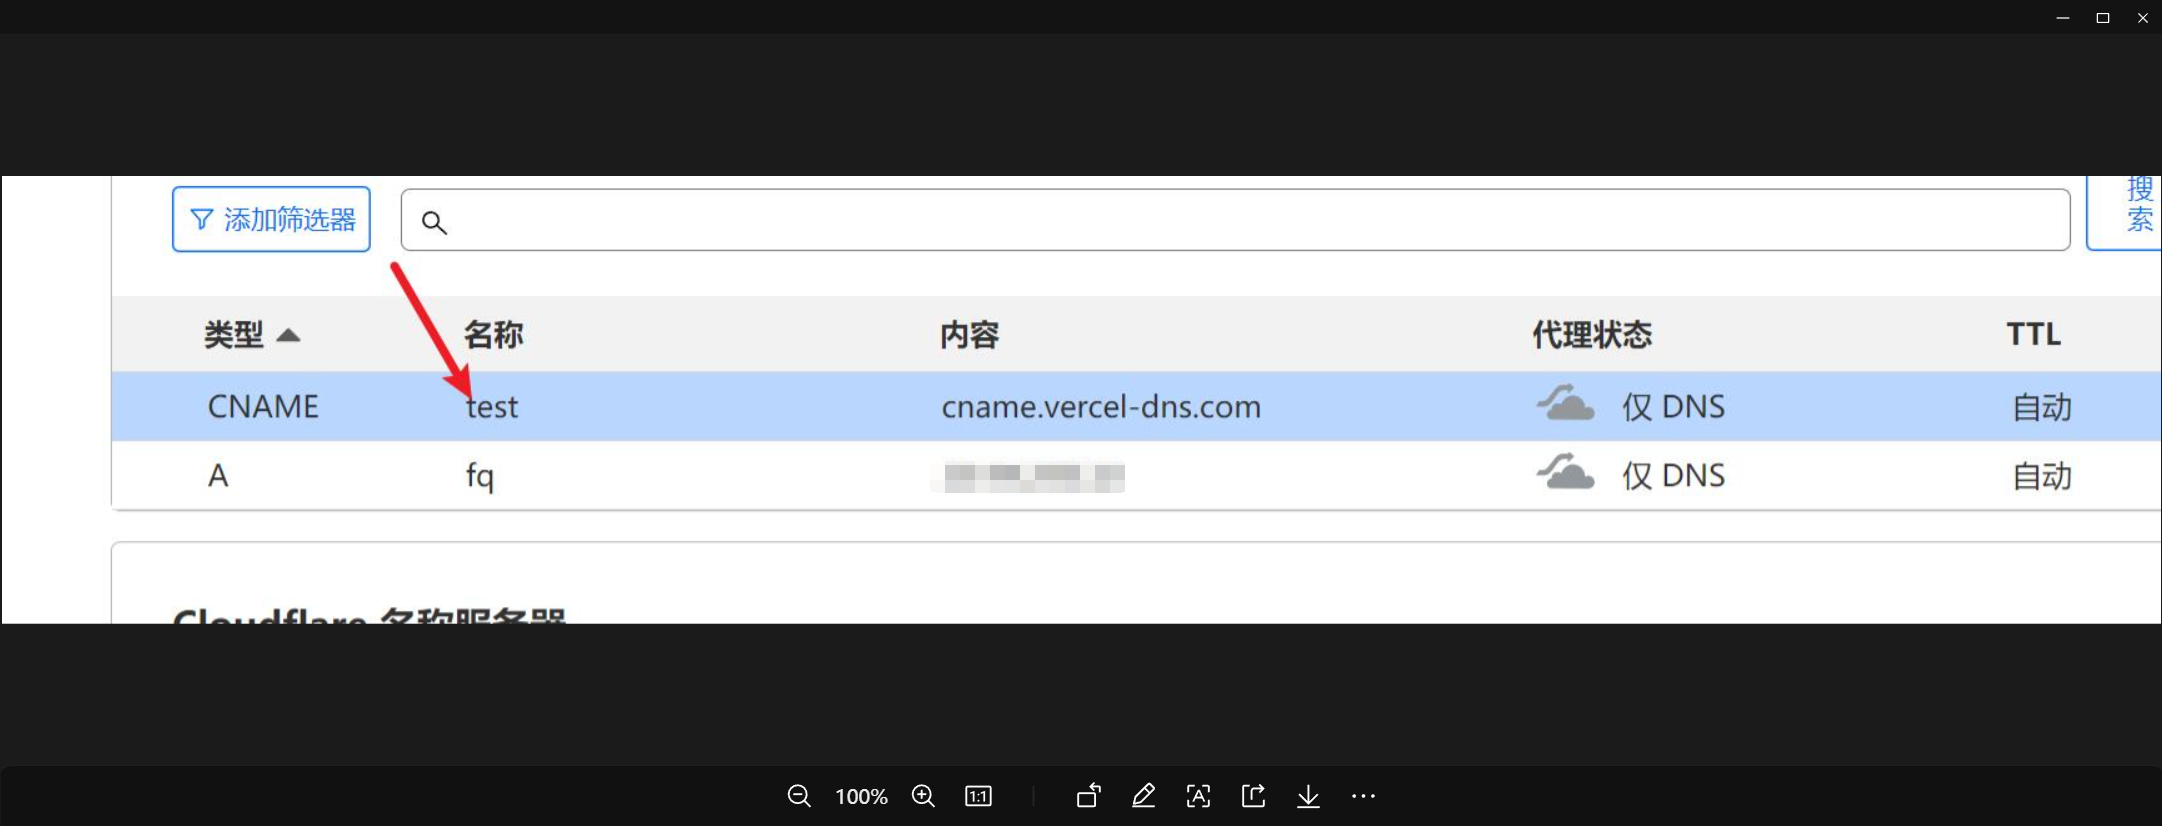 添加筛选器
搜索
类型 名称 内容 代理状态 TTL
CNAME test cname.vercel-dns.com 仅 DNS 自动
A fq 仅 DNS 自动
Cloudflare 名称服务器
100% 1:1